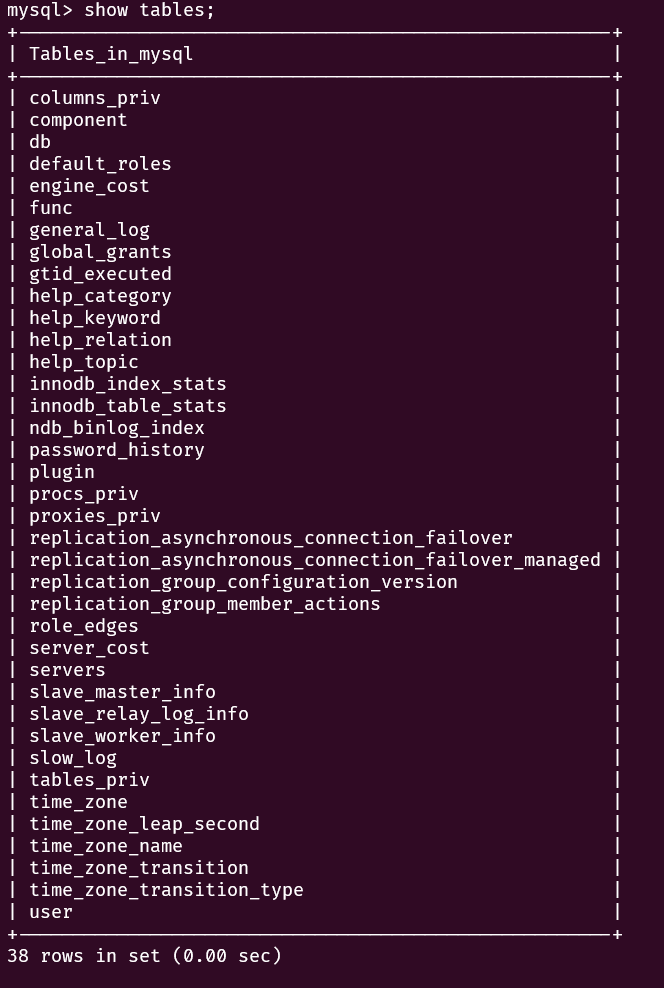 mysql> show tables;
+------------------------------------------------------+
| Tables_in_mysql                                      |
+------------------------------------------------------+
| columns_priv                                         |
| component                                            |
| db                                                   |
| default_roles                                        |
| engine_cost                                          |
| func                                                 |
| general_log                                          |
| global_grants                                        |
| gtid_executed                                        |
| help_category                                        |
| help_keyword                                         |
| help_relation                                        |
| help_topic                                           |
| innodb_index_stats                                   |
| innodb_table_stats                                   |
| ndb_binlog_index                                     |
| password_history                                     |
| plugin                                               |
| procs_priv                                           |
| proxies_priv                                         |
| replication_asynchronous_connection_failover         |
| replication_asynchronous_connection_failover_managed |
| replication_group_configuration_version              |
| replication_group_member_actions                     |
| role_edges                                           |
| server_cost                                          |
| servers                                              |
| slave_master_info                                    |
| slave_relay_log_info                                 |
| slave_worker_info                                    |
| slow_log                                             |
| tables_priv                                          |
| time_zone                                            |
| time_zone_leap_second                                |
| time_zone_name                                       |
| time_zone_transition                                 |
| time_zone_transition_type                            |
| user                                                 |
+------------------------------------------------------+
38 rows in set (0.00 sec)